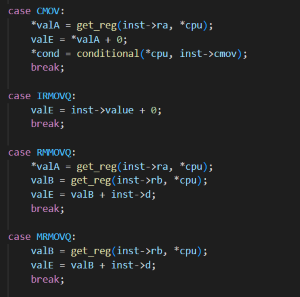 case CMOV:
*valA = get_reg(inst->ra, *cpu);
valE = *valA + 0;
*cond = conditional(*cpu, inst->cmov);
break;
case IRMOVQ:
valE = inst->value + 0;
break;
case RMMOVQ:
*valA = get_reg(inst->ra, *cpu);
valB = get_reg(inst->rb, *cpu);
valE = valB + inst->d;
break;
case MRMOVQ:
valB = get_reg(inst->rb, *cpu);
valE = valB + inst->d;
break;